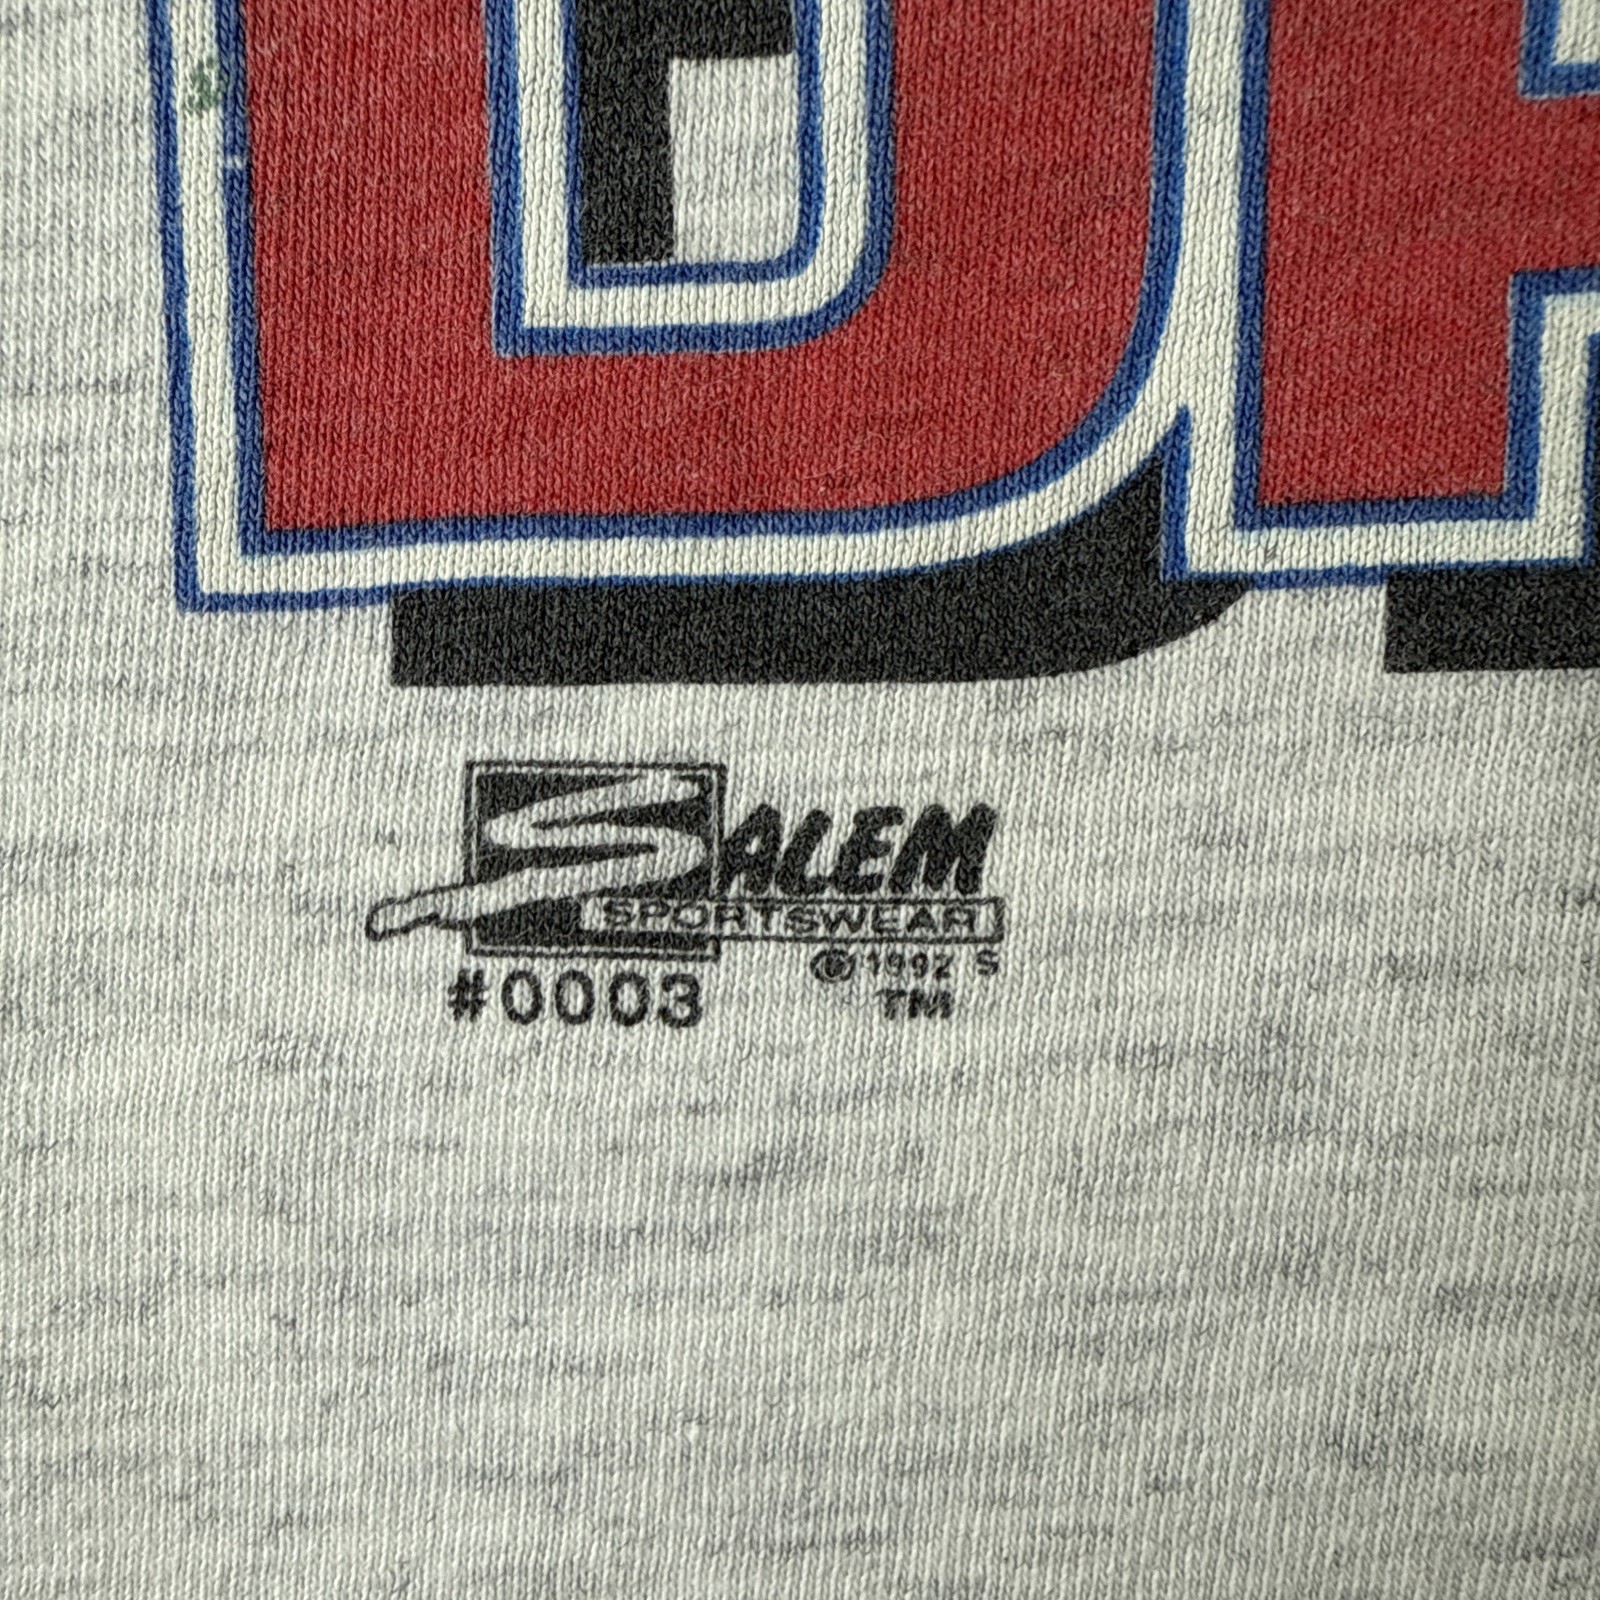 SALEM
SPORTSWEAR
©1992 S
#0003 TM